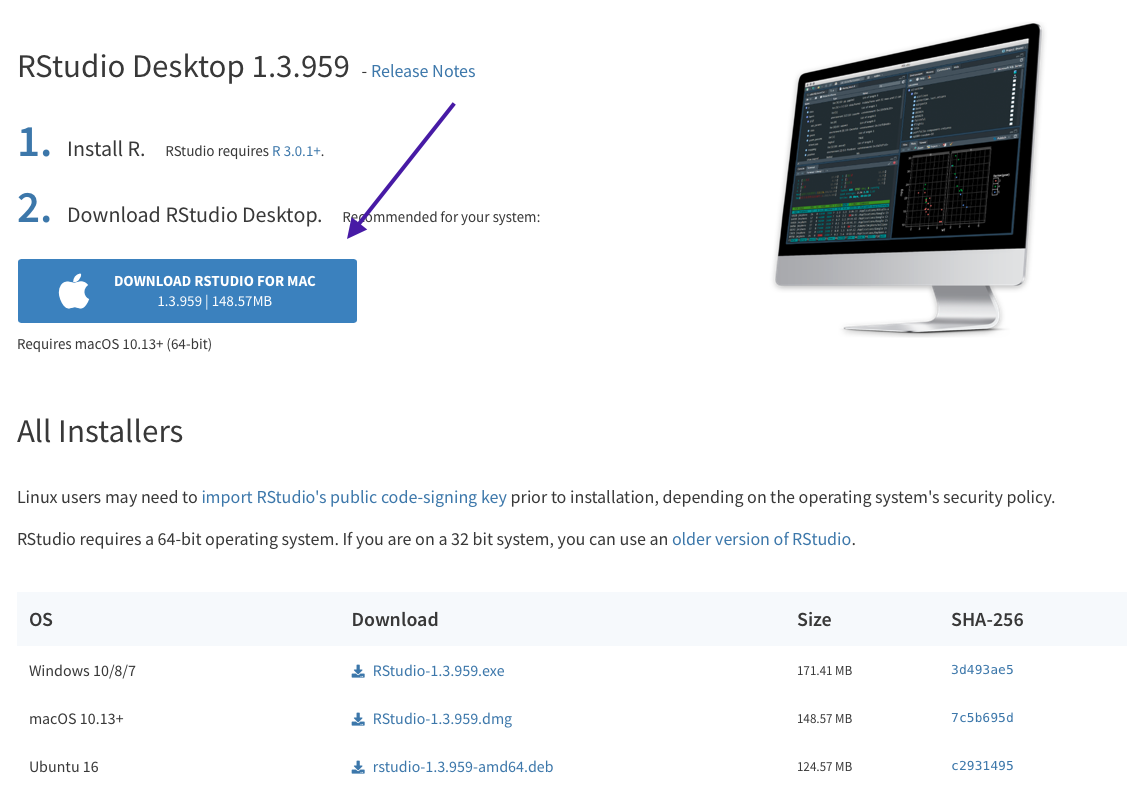 RStudio Desktop 1.3.959 - Release Notes
1. Install R. RStudio requires R 3.0.1+.
2. Download RStudio Desktop. Recommended for your system:
DOWNLOAD RSTUDIO FOR MAC
1.3.959 | 148.57MB
Requires macOS 10.13+ (64-bit)
All Installers
Linux users may need to import RStudio's public code-signing key prior to installation, depending on the operating system's security policy.
RStudio requires a 64-bit operating system. If you are on a 32 bit system, you can use an older version of RStudio.
OS Download Size SHA-256
Windows 10/8/7 RStudio-1.3.959.exe 171.41 MB 3d493ae5
macOS 10.13+ RStudio-1.3.959.dmg 148.57 MB 7c5b695d
Ubuntu 16 rstudio-1.3.959-amd64.deb 124.57 MB c2931495